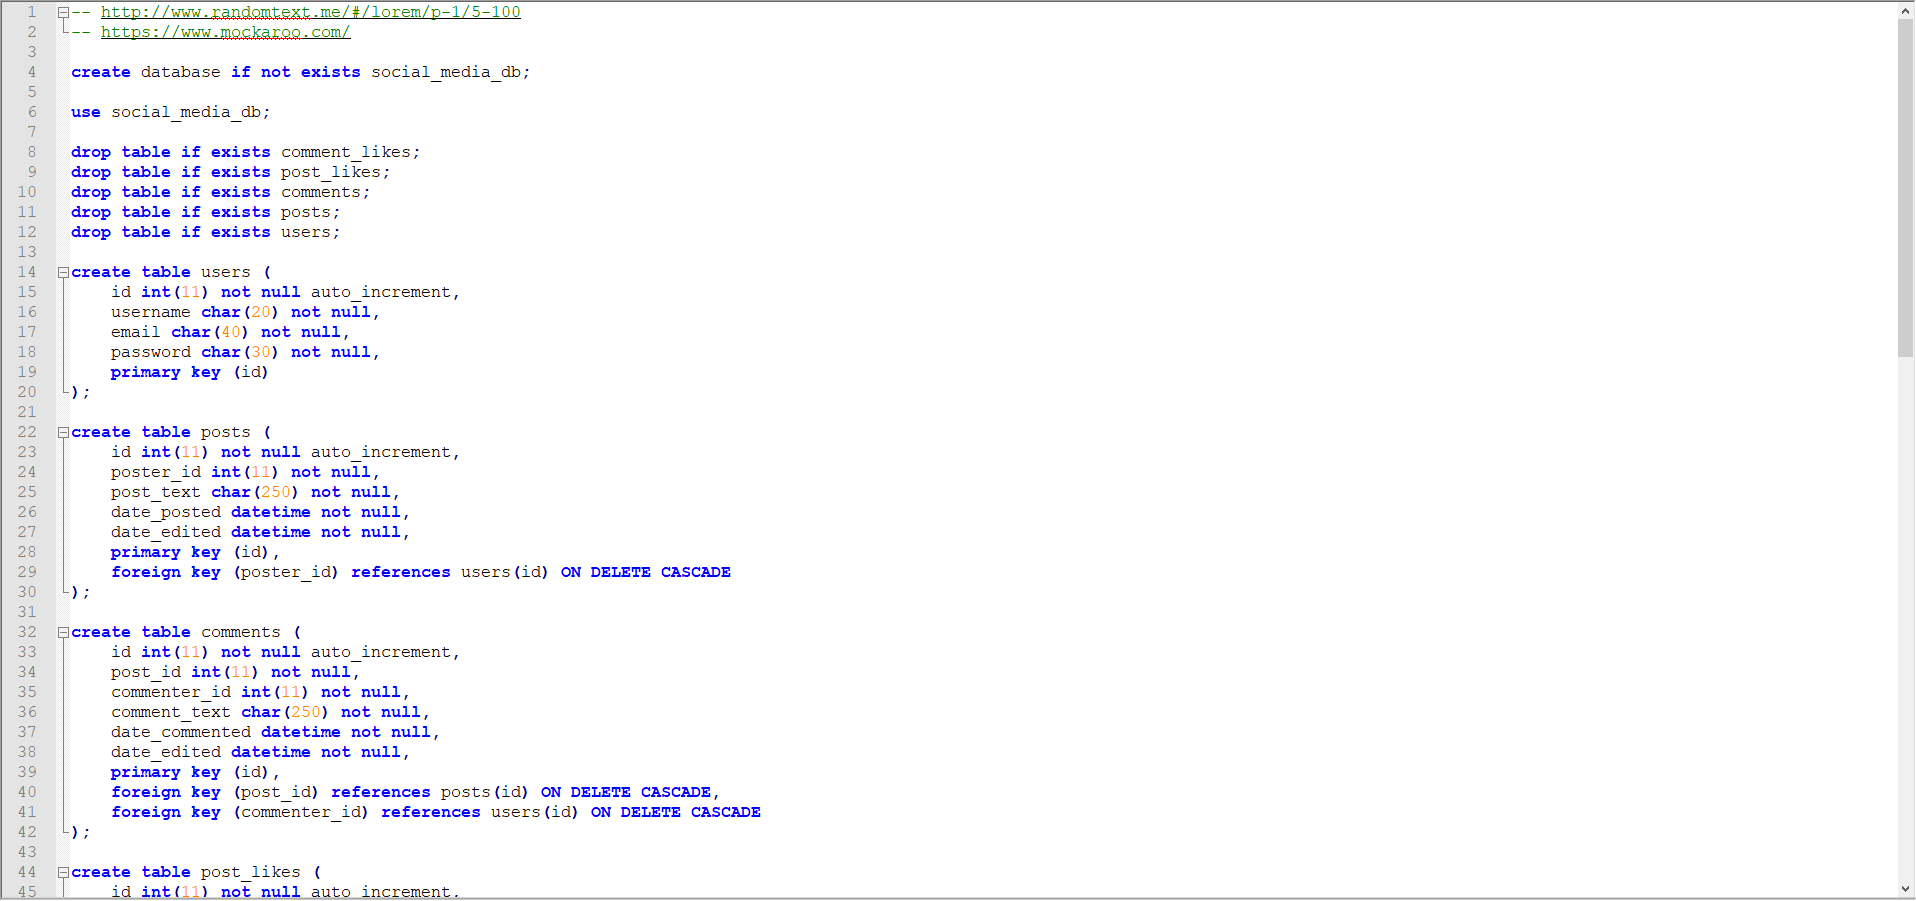 1 -- http://www.randomtext.me/#/lorem/p-1/5-100
2 -- https://www.mockaroo.com/
3
4 create database if not exists social_media_db;
5
6 use social_media_db;
7
8 drop table if exists comment_likes;
9 drop table if exists post_likes;
10 drop table if exists comments;
11 drop table if exists posts;
12 drop table if exists users;
13
14 create table users (
15     id int(11) not null auto_increment,
16     username char(20) not null,
17     email char(40) not null,
18     password char(30) not null,
19     primary key (id)
20 );
21
22 create table posts (
23     id int(11) not null auto_increment,
24     poster_id int(11) not null,
25     post_text char(250) not null,
26     date_posted datetime not null,
27     date_edited datetime not null,
28     primary key (id),
29     foreign key (poster_id) references users(id) ON DELETE CASCADE
30 );
31
32 create table comments (
33     id int(11) not null auto_increment,
34     post_id int(11) not null,
35     commenter_id int(11) not null,
36     comment_text char(250) not null,
37     date_commented datetime not null,
38     date_edited datetime not null,
39     primary key (id),
40     foreign key (post_id) references posts(id) ON DELETE CASCADE,
41     foreign key (commenter_id) references users(id) ON DELETE CASCADE
42 );
43
44 create table post_likes (
45     id int(11) not null auto_increment,